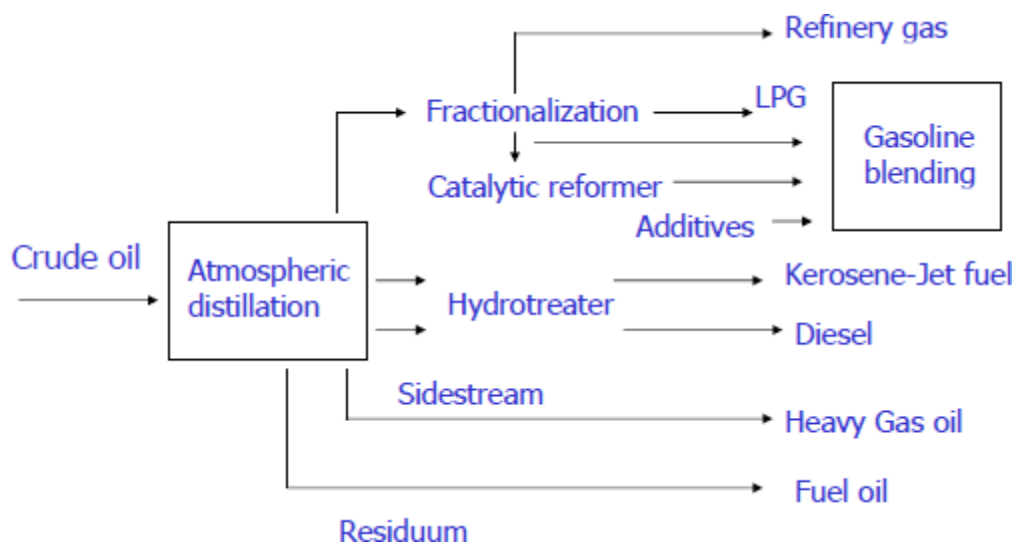 Refinery gas
Fractionalization
LPG
Gasoline
blending
Catalytic reformer
Additives
Crude oil
Atmospheric
distillation
Hydrotreater
Kerosene-Jet fuel
Diesel
Sidestream
Heavy Gas oil
Fuel oil
Residuum